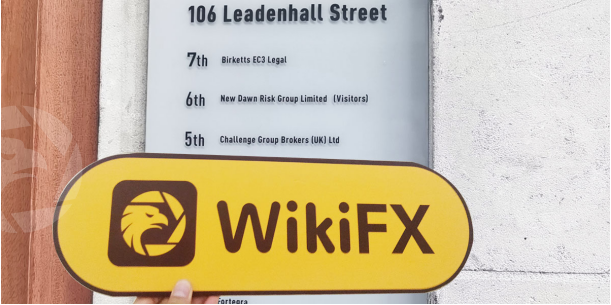 106 Leadenhall Street
7th Birketts EC3 Legal
6th New Dawn Risk Group Limited (Visitors)
5th Challenge Group Brokers (UK) Ltd
WikiFX
Fortegra